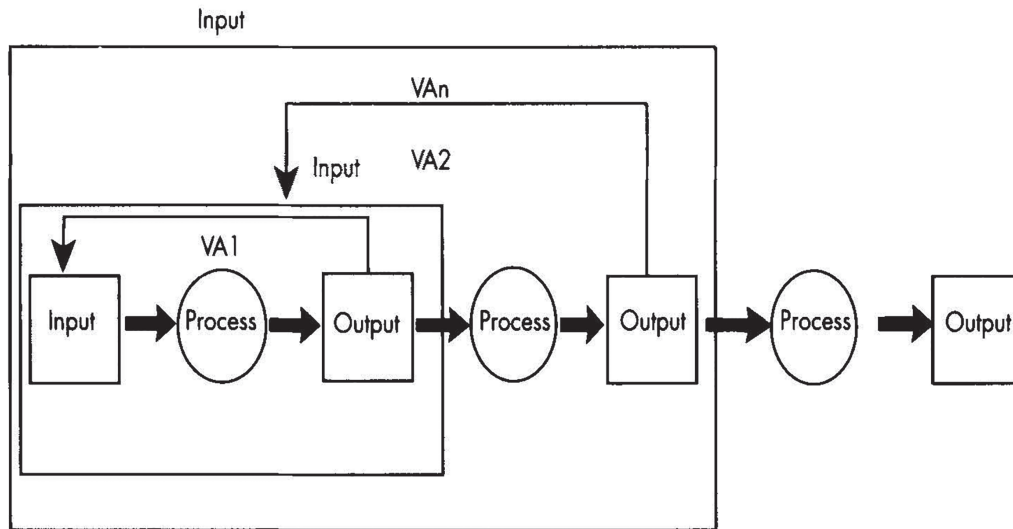 Input
VAn
Input
VA2
VA1
Input
Process
Output
Process
Output
Process
Output